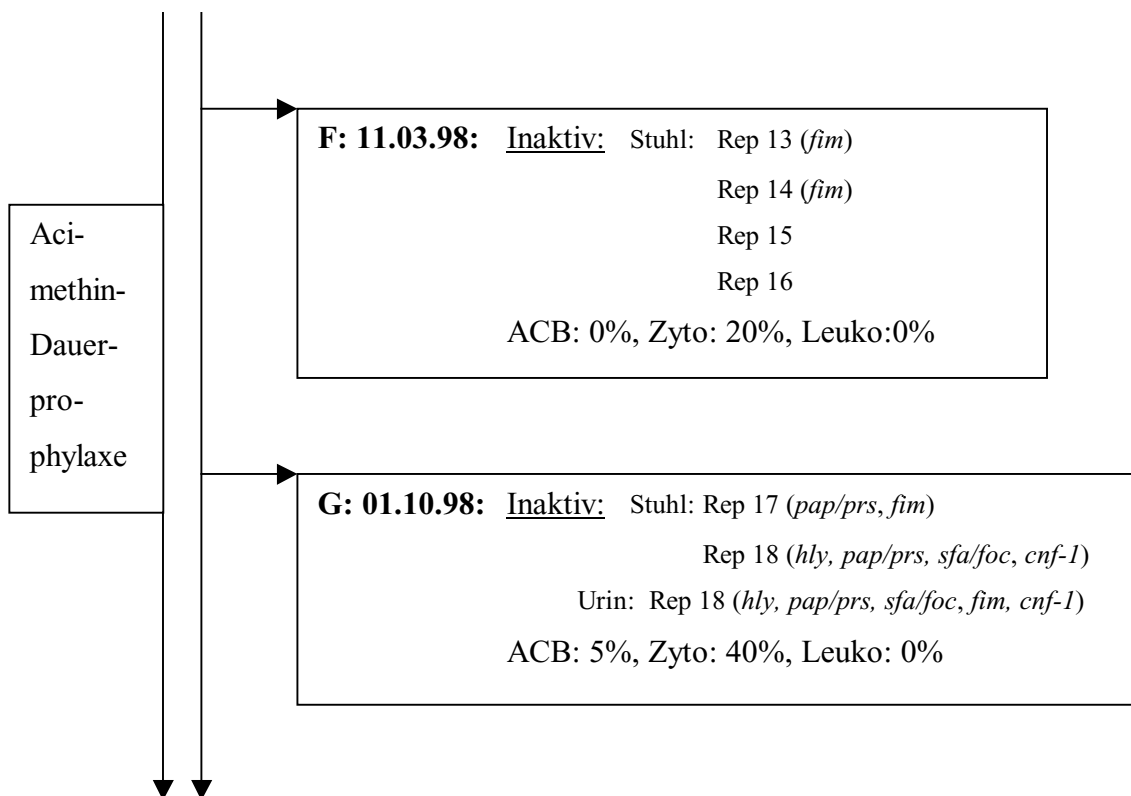 F: 11.03.98: Inaktiv: Stuhl: Rep 13 (fim)
Rep 14 (fim)
Rep 15
Rep 16
ACB: 0%, Zyto: 20%, Leuko:0%
Aci-
methin-
Dauer-
pro-
phylaxe
G: 01.10.98: Inaktiv: Stuhl: Rep 17 (pap/prs, fim)
Rep 18 (hly, pap/prs, sfa/foc, cnf-1)
Urin: Rep 18 (hly, pap/prs, sfa/foc, fim, cnf-1)
ACB: 5%, Zyto: 40%, Leuko: 0%